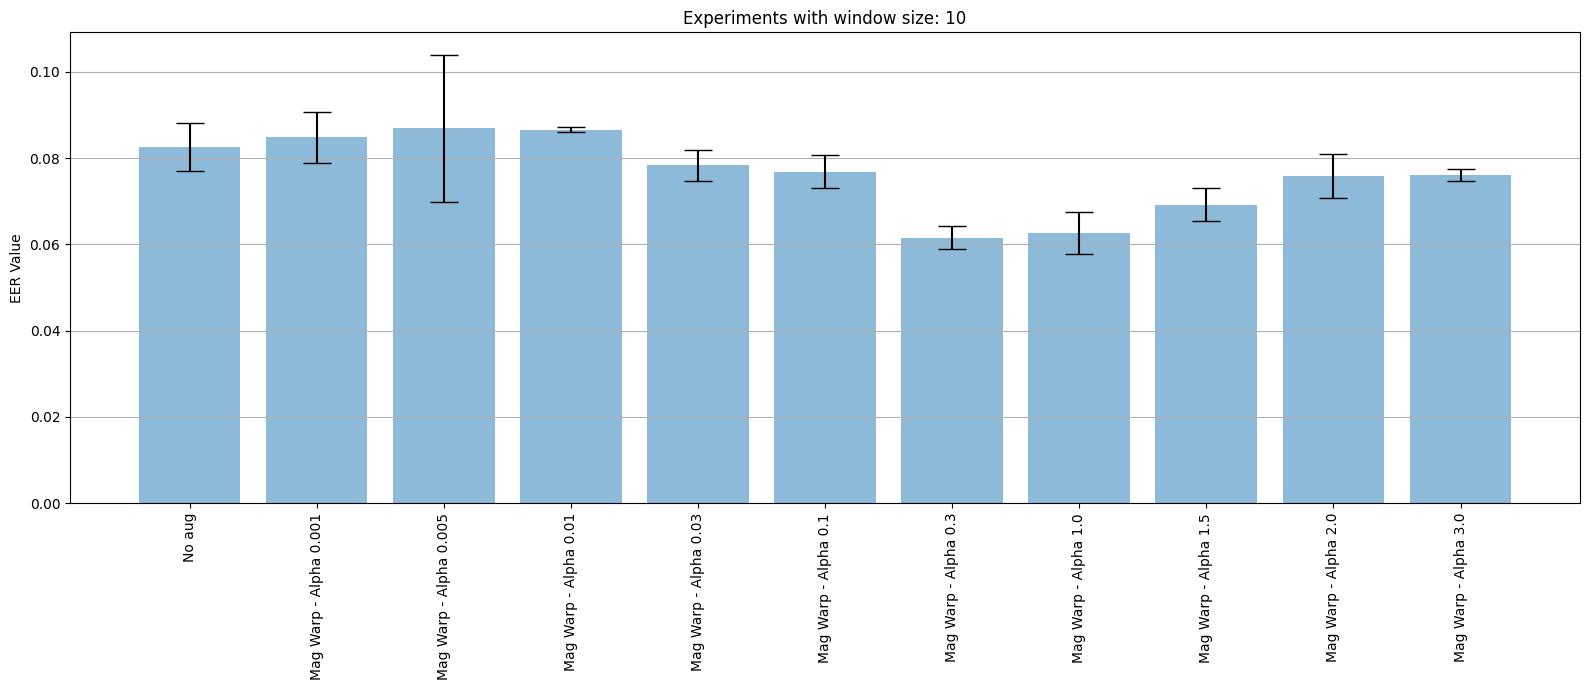 Experiments with window size: 10
EER Value
0.10
0.08
0.06
0.04
0.02
0.00
No aug
Mag Warp - Alpha 0.001
Mag Warp - Alpha 0.005
Mag Warp - Alpha 0.01
Mag Warp - Alpha 0.03
Mag Warp - Alpha 0.1
Mag Warp - Alpha 0.3
Mag Warp - Alpha 1.0
Mag Warp - Alpha 1.5
Mag Warp - Alpha 2.0
Mag Warp - Alpha 3.0